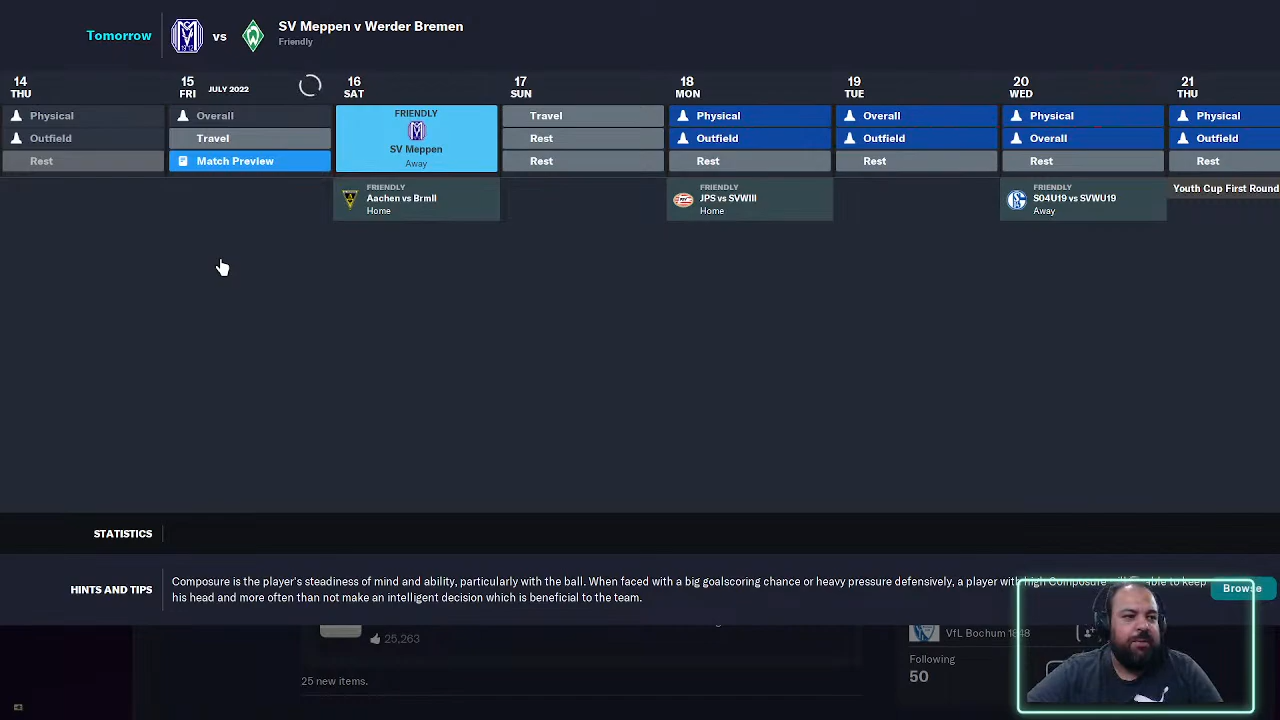 Tomorrow
vs
SV Meppen v Werder Bremen
Friendly
14
THU
15
FRI
JULY 2022
16
SAT
17
SUN
18
MON
19
TUE
20
WED
21
THU
Physical
Outfield
Rest
Overall
Travel
Match Preview
FRIENDLY
SV Meppen
Away
Travel
Rest
Rest
Physical
Outfield
Rest
Overall
Outfield
Rest
Physical
Overall
Rest
Physical
Outfield
Rest
FRIENDLY
Aachen vs BrmII
Home
FRIENDLY
JPS vs SVWIII
Home
FRIENDLY
S04U19 vs SVWU19
Away
Youth Cup First Round
STATISTICS
HINTS AND TIPS
Composure is the player's steadiness of mind and ability, particularly with the ball. When faced with a big goalscoring chance or heavy pressure defensively, a player with high Composure will be able to keep
his head and more often than not make an intelligent decision which is beneficial to the team.
Browse
25,263
25 new items.
VfL Bochum 1848
Following
50